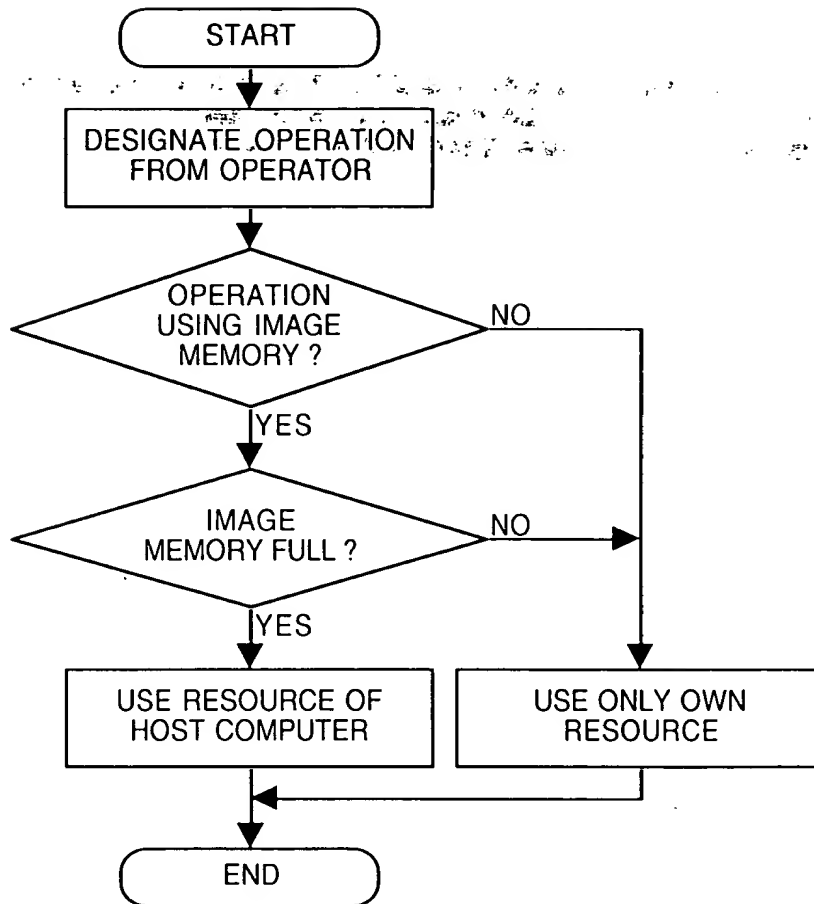 START
DESIGNATE OPERATION
FROM OPERATOR
OPERATION
USING IMAGE
MEMORY ?
NO
YES
IMAGE
MEMORY FULL ?
NO
YES
USE RESOURCE OF
HOST COMPUTER
USE ONLY OWN
RESOURCE
END